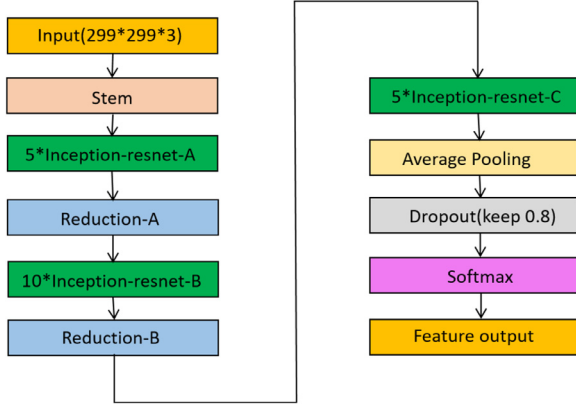 Input(299*299*3)
Stem
5*Inception-resnet-A
Reduction-A
10*Inception-resnet-B
Reduction-B
5*Inception-resnet-C
Average Pooling
Dropout(keep 0.8)
Softmax
Feature output